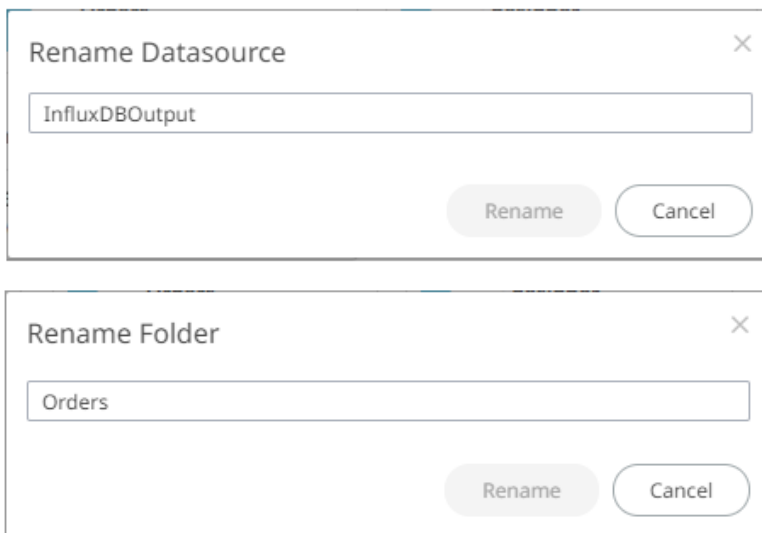 Rename Datasource
InfluxDBOutput
Rename
Cancel
Rename Folder
Orders
Rename
Cancel